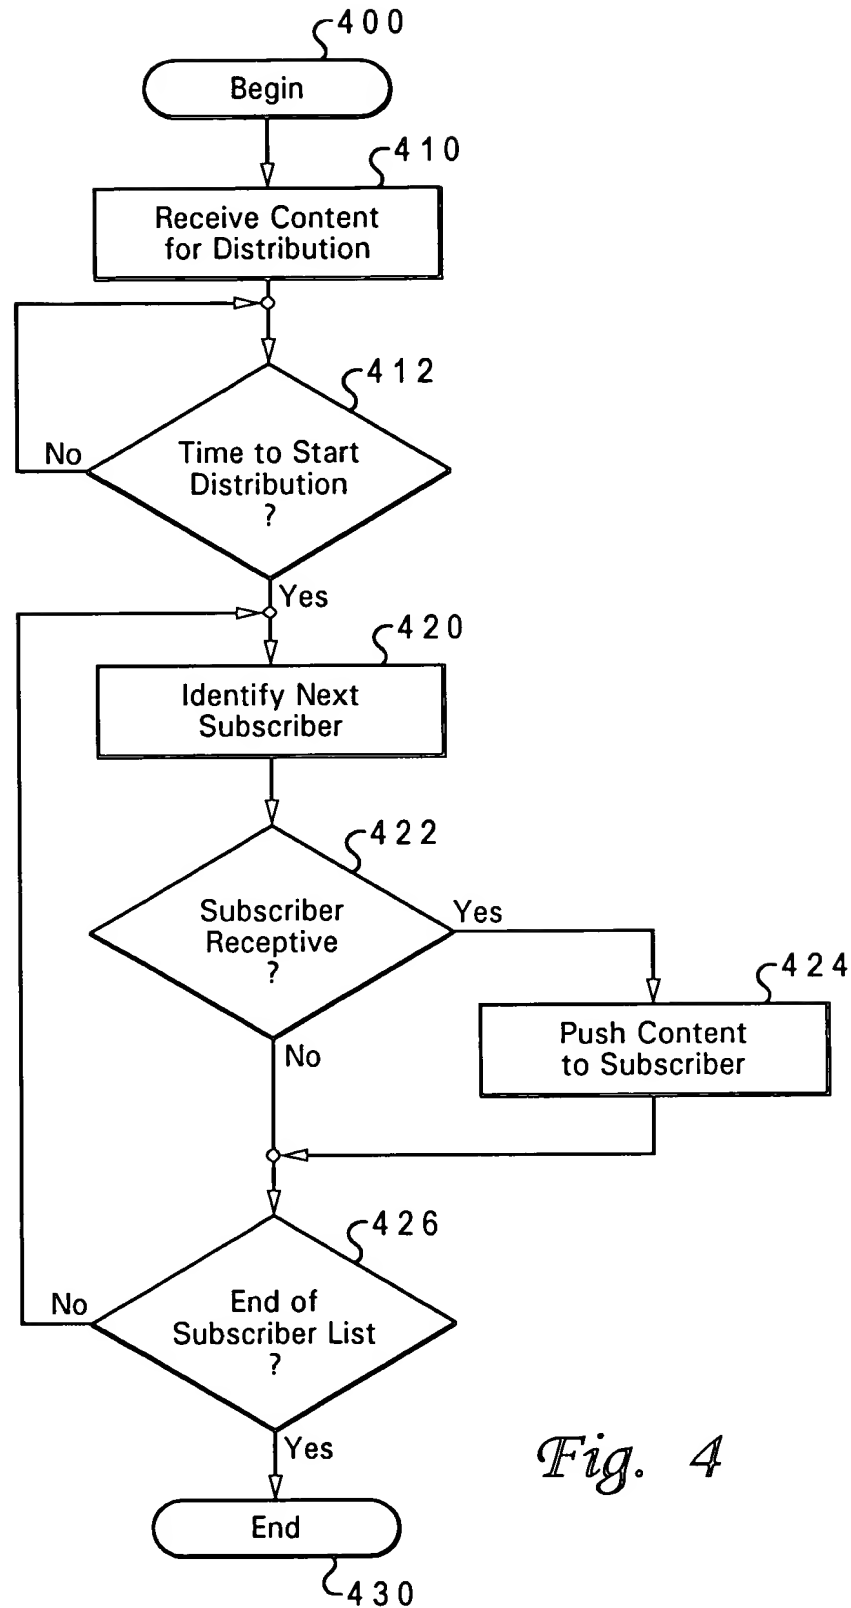 400
Begin
410
Receive Content
for Distribution
412
No
Time to Start
Distribution
?
Yes
420
Identify Next
Subscriber
422
Subscriber
Receptive
?
Yes
424
Push Content
to Subscriber
No
426
No
End of
Subscriber List
?
Yes
Fig. 4
End
430